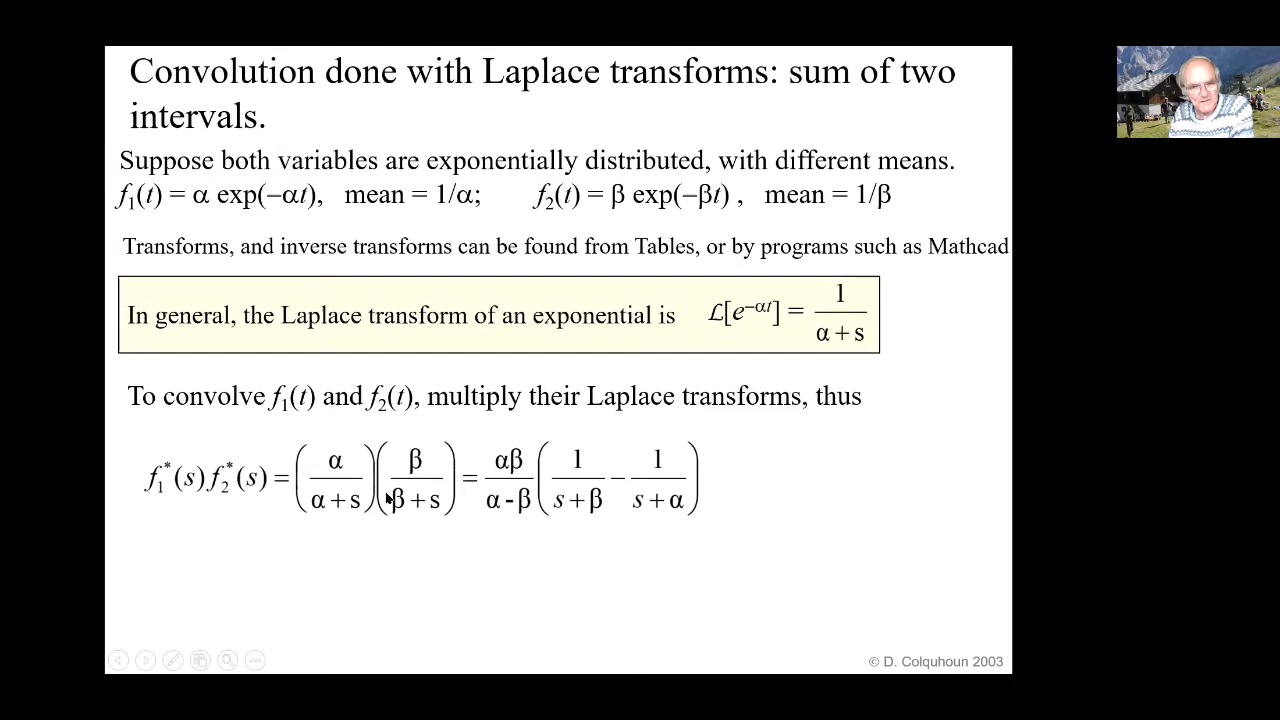 Convolution done with Laplace transforms: sum of two
intervals.
Suppose both variables are exponentially distributed, with different means.
f₁(t) = α exp(−αt), mean = 1/α; f₂(t) = β exp(−βt) , mean = 1/β
Transforms, and inverse transforms can be found from Tables, or by programs such as Mathcad
In general, the Laplace transform of an exponential is ℒ[e^(−αt)] = 1/(α + s)
To convolve f₁(t) and f₂(t), multiply their Laplace transforms, thus
f₁*(s) f₂*(s) = (α/(α + s)) (β/(β + s)) = αβ/(α - β) (1/(s + β) − 1/(s + α))
© D. Colquhoun 2003